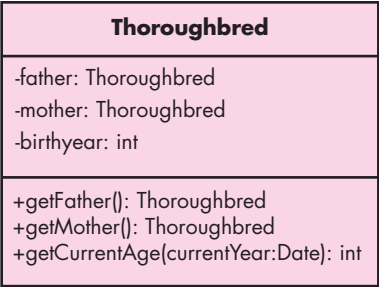 Thoroughbred
-father: Thoroughbred
-mother: Thoroughbred
-birthyear: int
+getFather(): Thoroughbred
+getMother(): Thoroughbred
+getCurrentAge(currentYear:Date): int